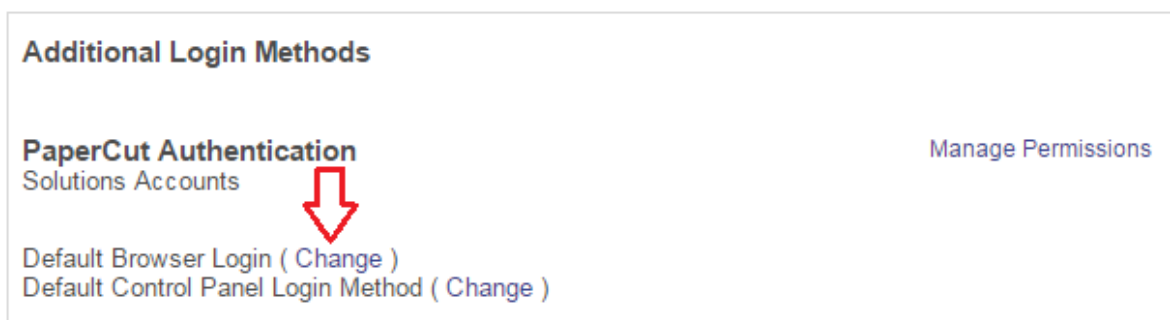 Additional Login Methods
PaperCut Authentication
Manage Permissions
Solutions Accounts
Default Browser Login ( Change )
Default Control Panel Login Method ( Change )